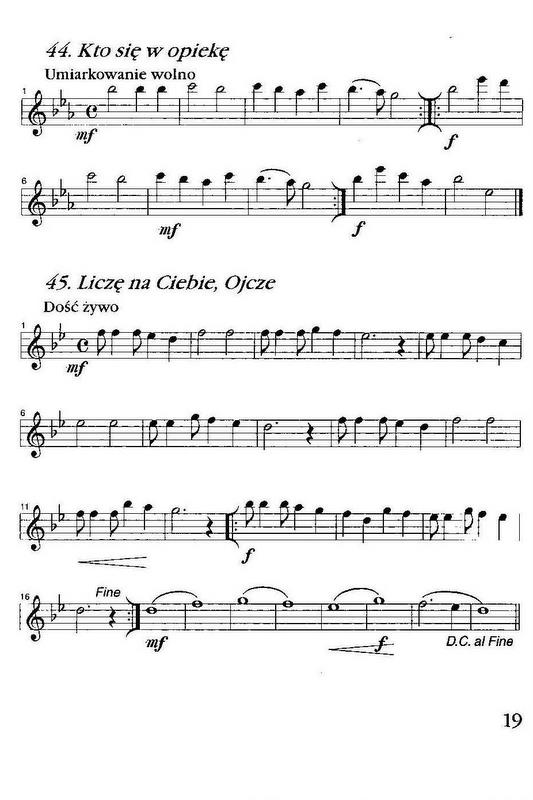 44. Kto się w opiekę
Umiarkowanie wolno
1
mf
f
6
mf
f
45. Liczę na Ciebie, Ojcze
Dość żywo
1
mf
6
11
f
16
Fine
mf
f
D.C. al Fine
19